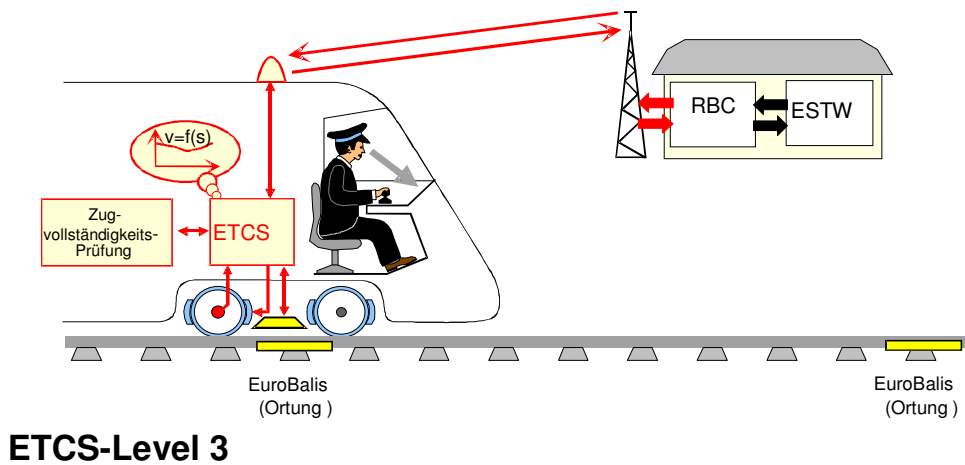 RBC
ESTW
v=f(s)
Zug-
vollständigkeits-
Prüfung
ETCS
EuroBalis
(Ortung )
EuroBalis
(Ortung )
ETCS-Level 3